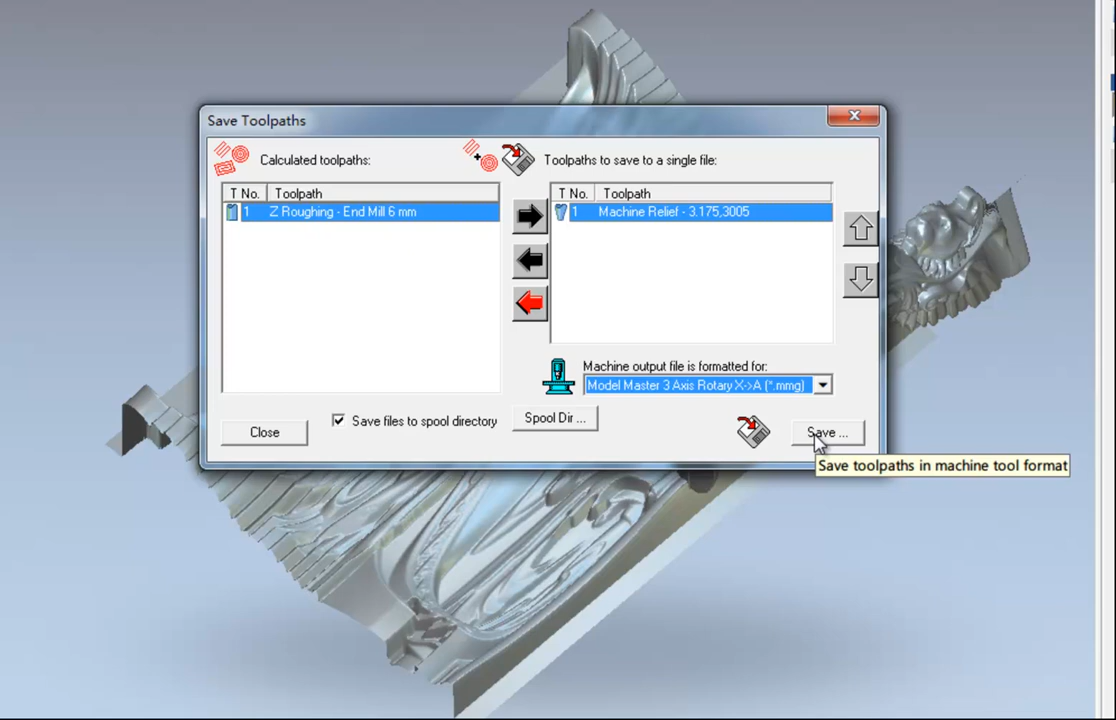 Save Toolpaths
Calculated toolpaths:
Toolpaths to save to a single file:
T No. Toolpath
T No. Toolpath
1 Z Roughing - End Mill 6 mm
1 Machine Relief - 3.175,3005
Machine output file is formatted for:
Model Master 3 Axis Rotary X->A (*.mmg)
Save files to spool directory
Spool Dir ...
Close
Save ...
Save toolpaths in machine tool format